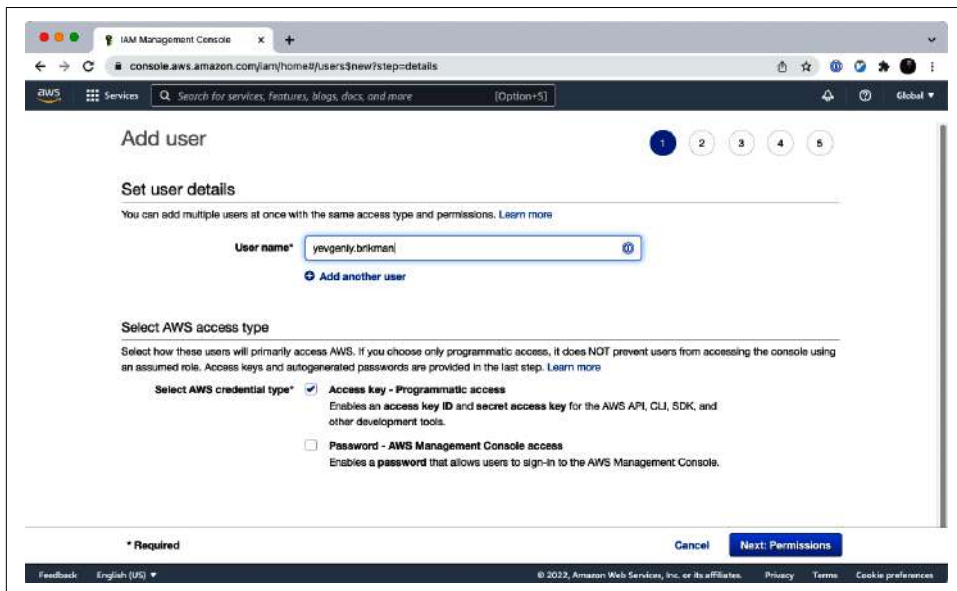 IAM Management Console
console.aws.amazon.com/iam/home#/users$new?step=details
aws Services Search for services, features, blogs, docs, and more [Option+S] Global
Add user 1 2 3 4 5
Set user details
You can add multiple users at once with the same access type and permissions. Learn more
User name* yevgeniy.brikman
Add another user
Select AWS access type
Select how these users will primarily access AWS. If you choose only programmatic access, it does NOT prevent users from accessing the console using
an assumed role. Access keys and autogenerated passwords are provided in the last step. Learn more
Select AWS credential type* Access key - Programmatic access
Enables an access key ID and secret access key for the AWS API, CLI, SDK, and
other development tools.
Password - AWS Management Console access
Enables a password that allows users to sign-in to the AWS Management Console.
* Required Cancel Next: Permissions
Feedback English (US) © 2022, Amazon Web Services, Inc. or its affiliates. Privacy Terms Cookie preferences